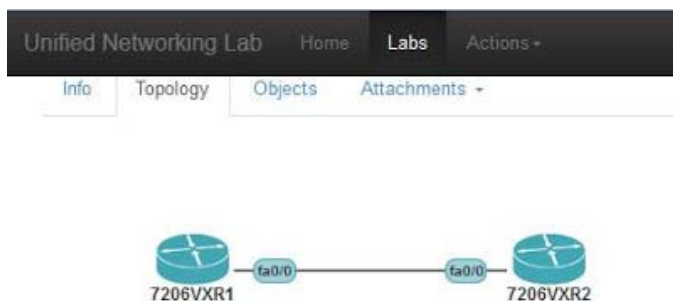 Unified Networking Lab Home Labs Actions
Info Topology Objects Attachments
fa0/0 fa0/0
7206VXR1 7206VXR2